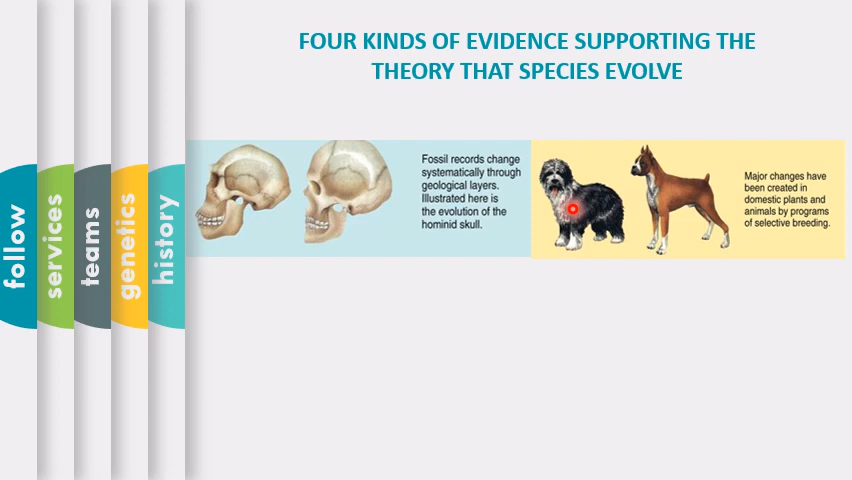 FOUR KINDS OF EVIDENCE SUPPORTING THE
THEORY THAT SPECIES EVOLVE
Fossil records change
systematically through
geological layers.
Illustrated here is
the evolution of the
hominid skull.
Major changes have
been created in
domestic plants and
animals by programs
of selective breeding.
follow
services
teams
genetics
history